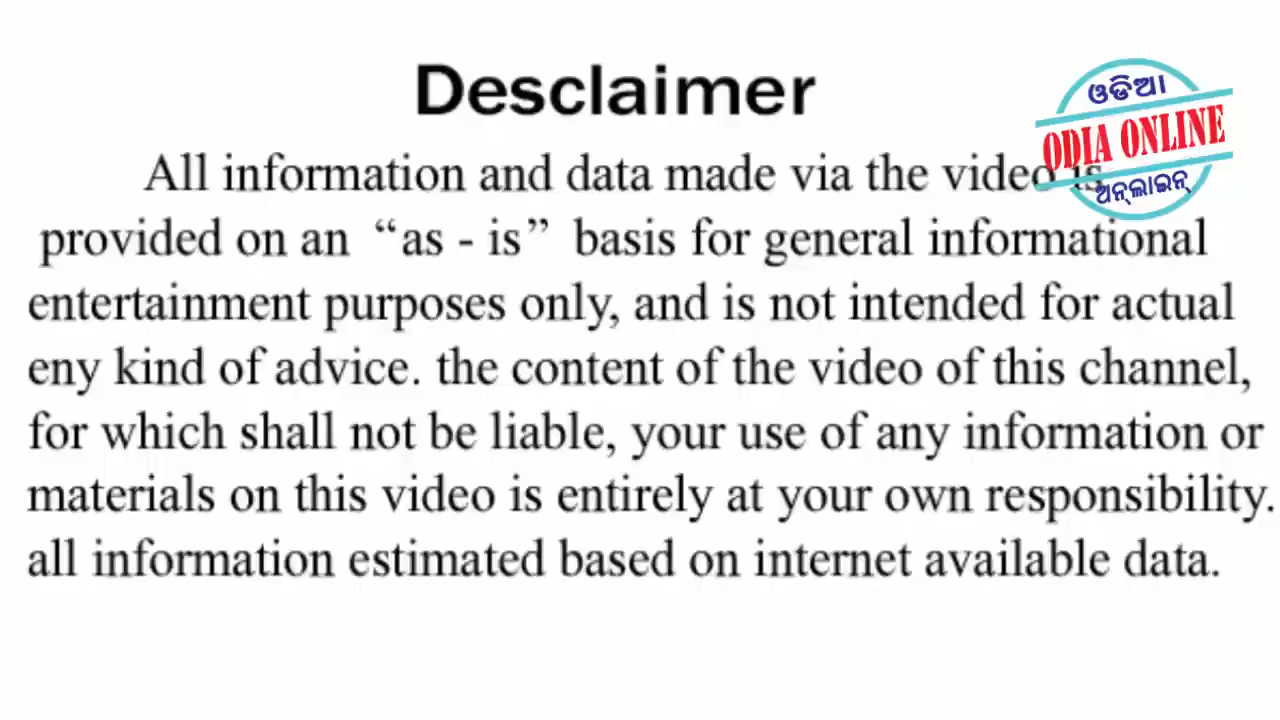 Desclaimer
ଓଡିଆ
ODIA ONLINE
ଅନ୍‌ଲାଇନ୍
All information and data made via the video is
provided on an “as - is” basis for general informational
entertainment purposes only, and is not intended for actual
eny kind of advice. the content of the video of this channel,
for which shall not be liable, your use of any information or
materials on this video is entirely at your own responsibility.
all information estimated based on internet available data.